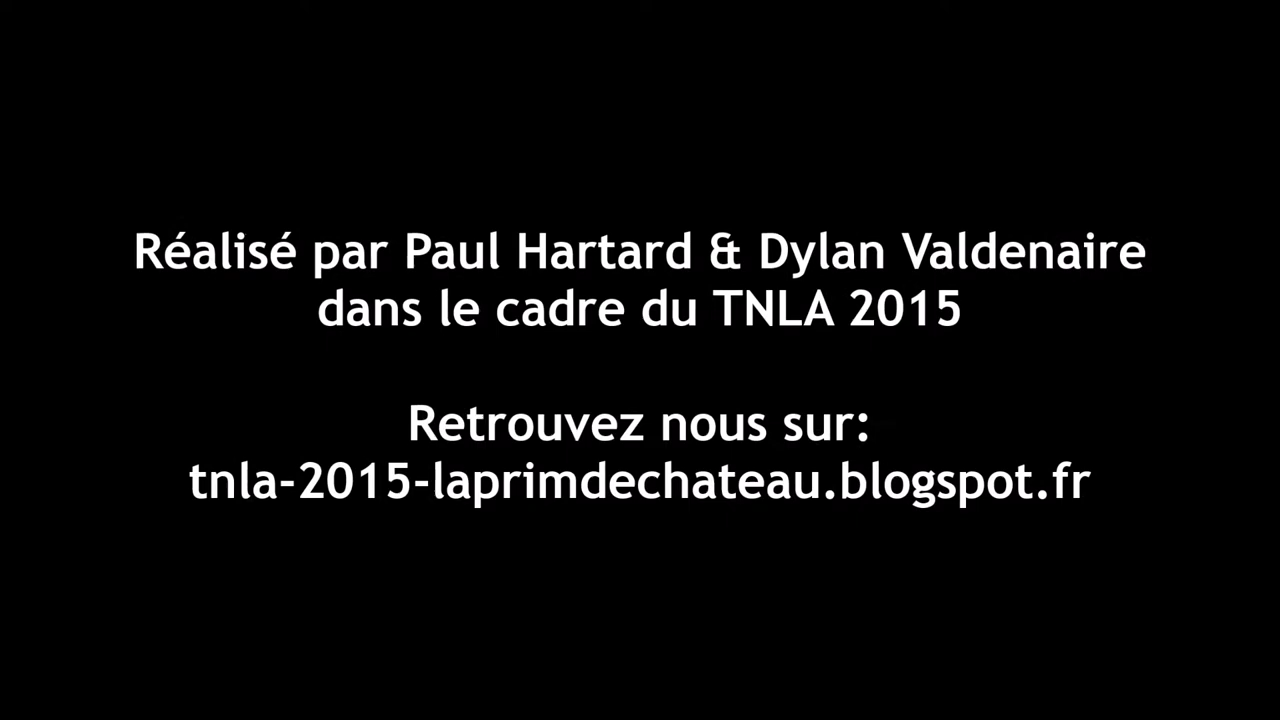 Réalisé par Paul Hartard & Dylan Valdenaire
dans le cadre du TNLA 2015
Retrouvez nous sur:
tnla-2015-laprimdechateau.blogspot.fr